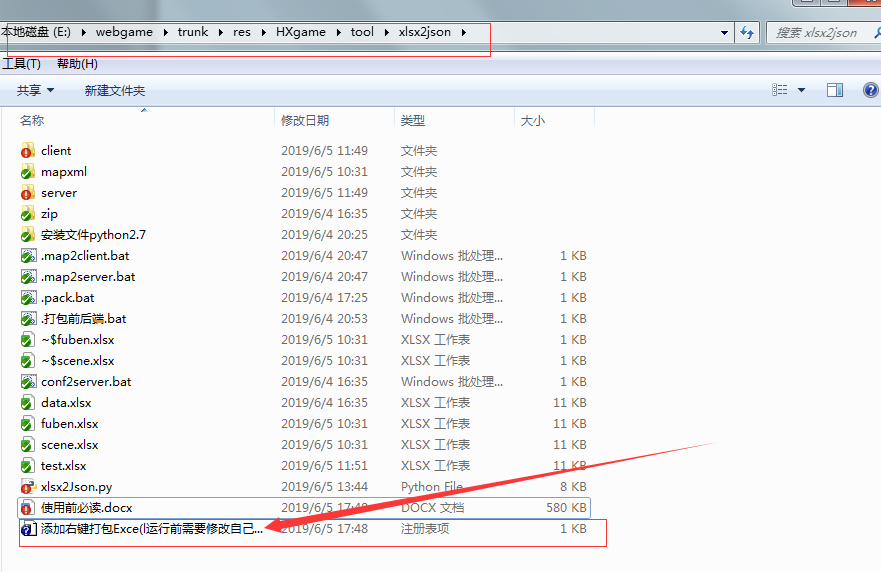 本地磁盘 (E:) webgame trunk res HXgame tool xlsx2json 搜索 xlsx2json
工具(T) 帮助(H)
共享 新建文件夹
名称 修改日期 类型 大小
client 2019/6/5 11:49 文件夹
mapxml 2019/6/5 10:31 文件夹
server 2019/6/5 11:49 文件夹
zip 2019/6/4 16:35 文件夹
安装文件python2.7 2019/6/4 20:25 文件夹
.map2client.bat 2019/6/4 20:47 Windows 批处理... 1 KB
.map2server.bat 2019/6/4 20:47 Windows 批处理... 1 KB
.pack.bat 2019/6/4 17:25 Windows 批处理... 1 KB
.打包前后端.bat 2019/6/4 20:53 Windows 批处理... 1 KB
~$fuben.xlsx 2019/6/5 10:31 XLSX 工作表 1 KB
~$scene.xlsx 2019/6/5 10:31 XLSX 工作表 1 KB
conf2server.bat 2019/6/4 16:35 Windows 批处理... 1 KB
data.xlsx 2019/6/4 16:35 XLSX 工作表 11 KB
fuben.xlsx 2019/6/5 10:31 XLSX 工作表 11 KB
scene.xlsx 2019/6/5 10:31 XLSX 工作表 11 KB
test.xlsx 2019/6/5 11:51 XLSX 工作表 11 KB
xlsx2Json.py 2019/6/5 13:44 Python File 8 KB
使用前必读.docx 2019/6/5 DOCX 文档 580 KB
添加右键打包Exce(l运行前需要修改自己... 2019/6/5 17:48 注册表项 1 KB